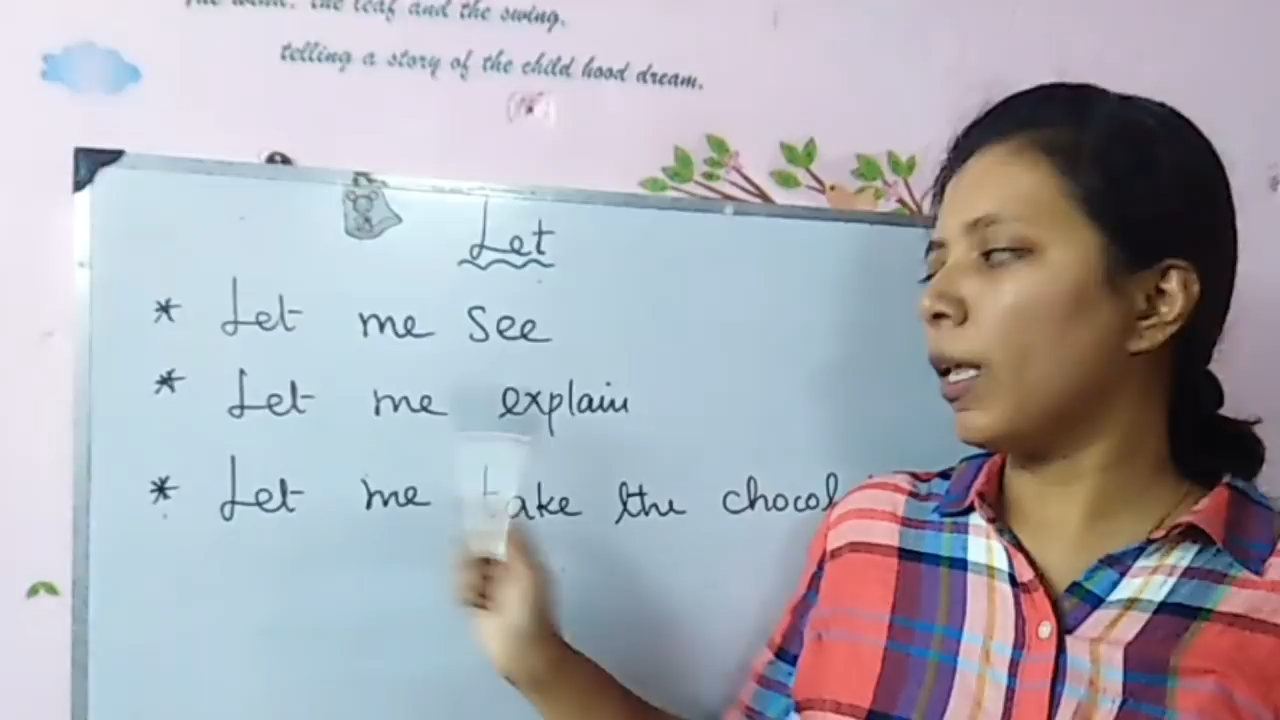 the leaf and the swing,
telling a story of the child hood dream.
Let
* Let me see
* Let me explain
* Let me take the chocol